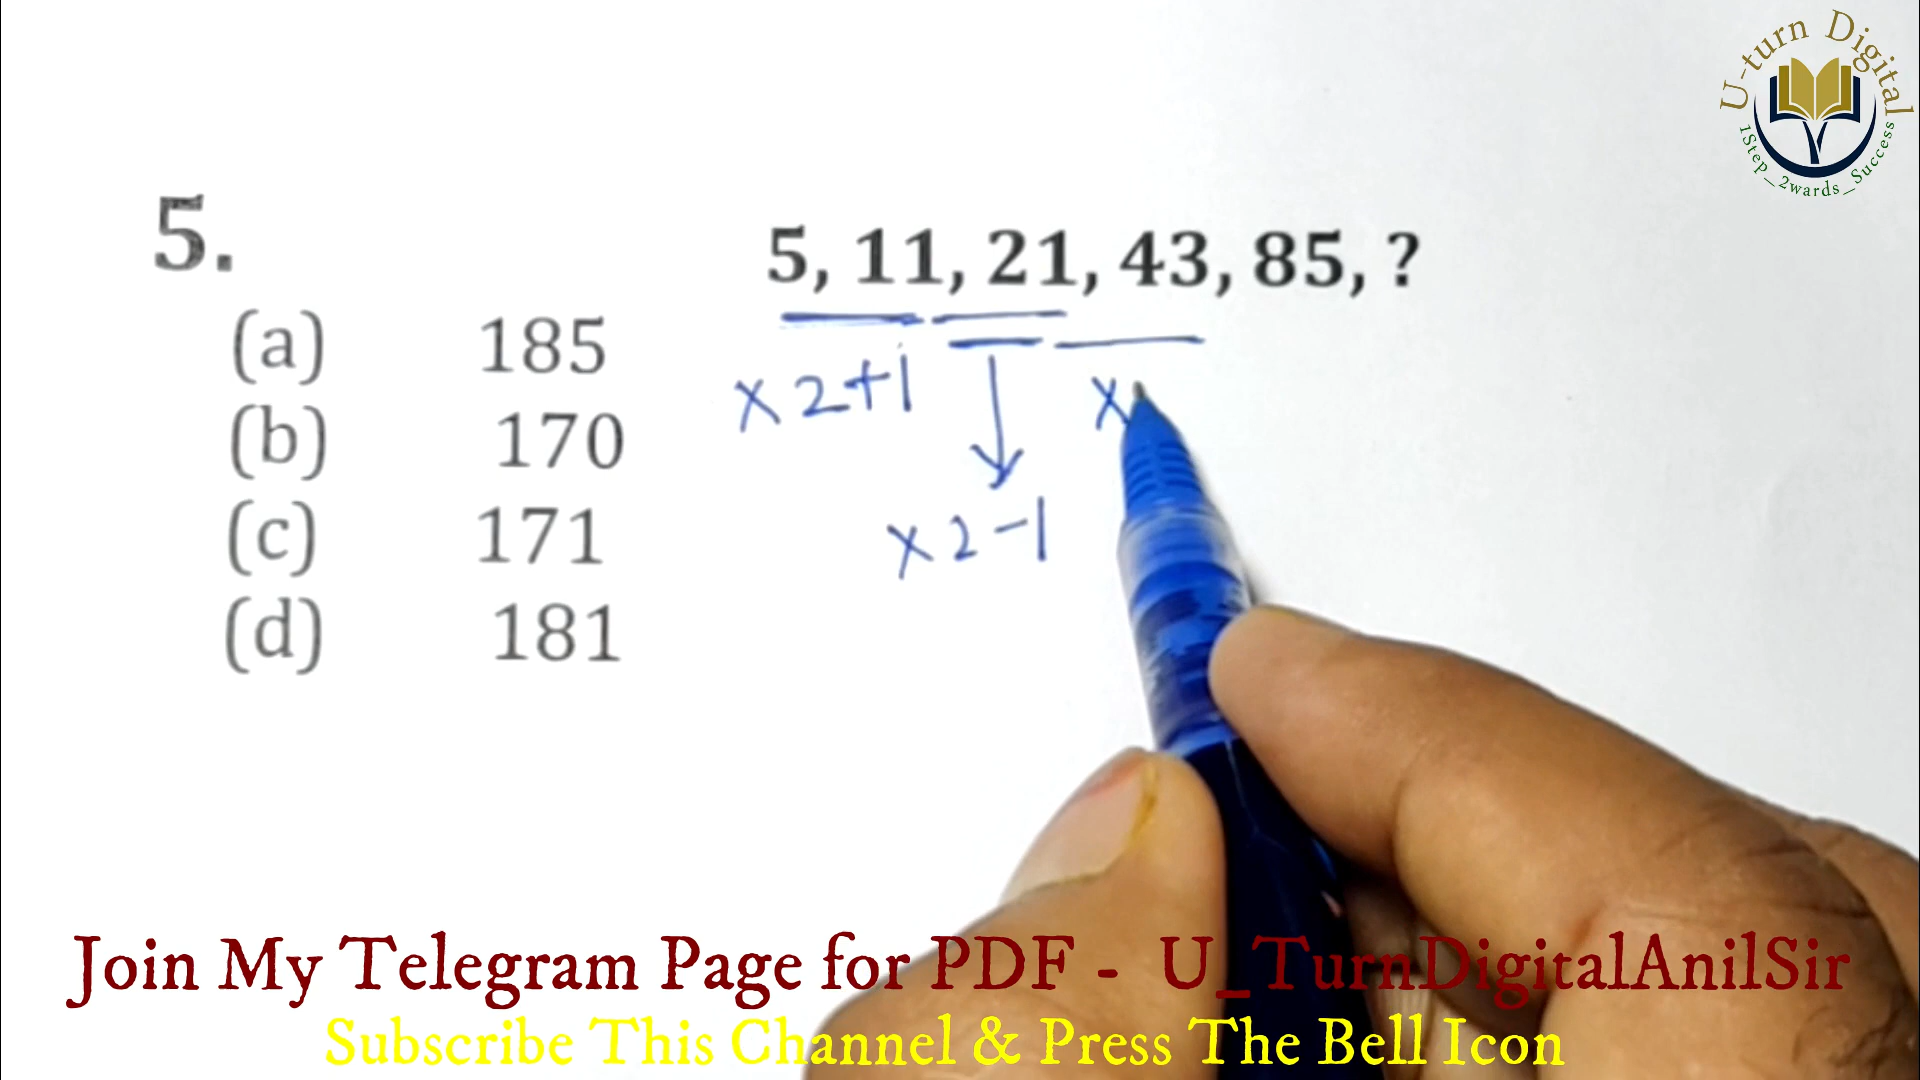 U-turn Digital
1Step_2wards_Success
5.
5, 11, 21, 43, 85, ?
(a) 185
(b) 170
(c) 171
(d) 181
×2+1
×
×2-1
Join My Telegram Page for PDF - U_TurnDigitalAnilSir
Subscribe This Channel & Press The Bell Icon